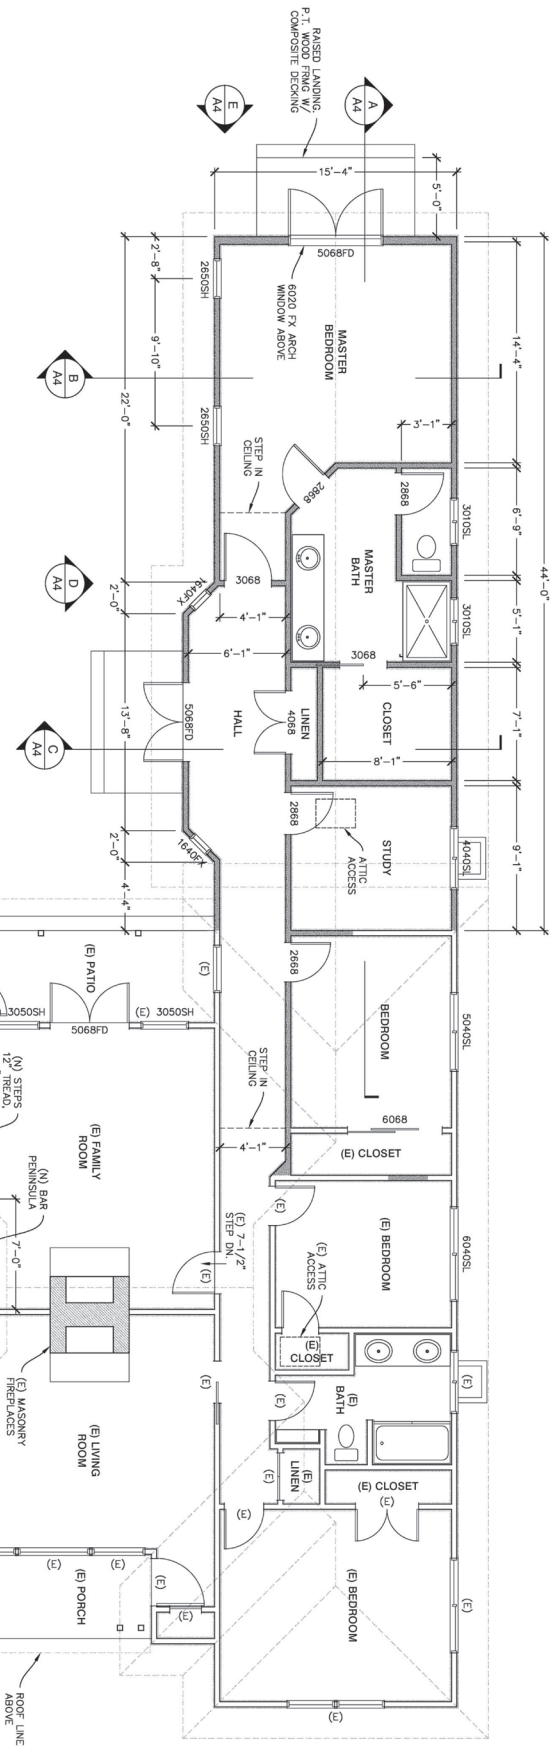 RAISED LANDING.
P.T. WOOD FRMG W/
COMPOSITE DECKING
A
A4
E
A4
B
A4
D
A4
C
A4
15'-4"
5'-0"
44'-0"
14'-4"
6'-9"
5'-1"
7'-1"
9'-1"
2'-8"
9'-10"
22'-0"
2'-0"
13'-8"
2'-0"
4'-4"
5068FD
6020 FX ARCH
WINDOW ABOVE
2650SH
2650SH
MASTER
BEDROOM
3'-1"
STEP IN
CEILING
2868
2868
3010SL
3010SL
MASTER
BATH
3068
1640FX
4'-1"
6'-1"
3068
5'-6"
8'-1"
CLOSET
LINEN
4068
HALL
5068FD
1640FX
2868
STUDY
ATTIC
ACCESS
4040SL
2668
BEDROOM
5040SL
6068
(E) CLOSET
(E)
(E) PATIO
3050SH
5068FD
(E) 3050SH
(N) STEPS
12" TREAD,
STEP IN
CEILING
4'-1"
(E) FAMILY
ROOM
(N) BAR
PENINSULA
7'-0"
(E) 7-1/2"
STEP DN.
(E)
(E)
(E) BEDROOM
6040SL
(E) ATTIC
ACCESS
(E)
CLOSET
(E) MASONRY
FIREPLACES
(E) LIVING
ROOM
(E)
(E)
(E)
BATH
(E)
(E)
LINEN
(E)
(E) CLOSET
(E)
(E)
(E) BEDROOM
(E)
(E)
(E)
(E)
(E)
(E)
(E) PORCH
ROOF LINE
ABOVE